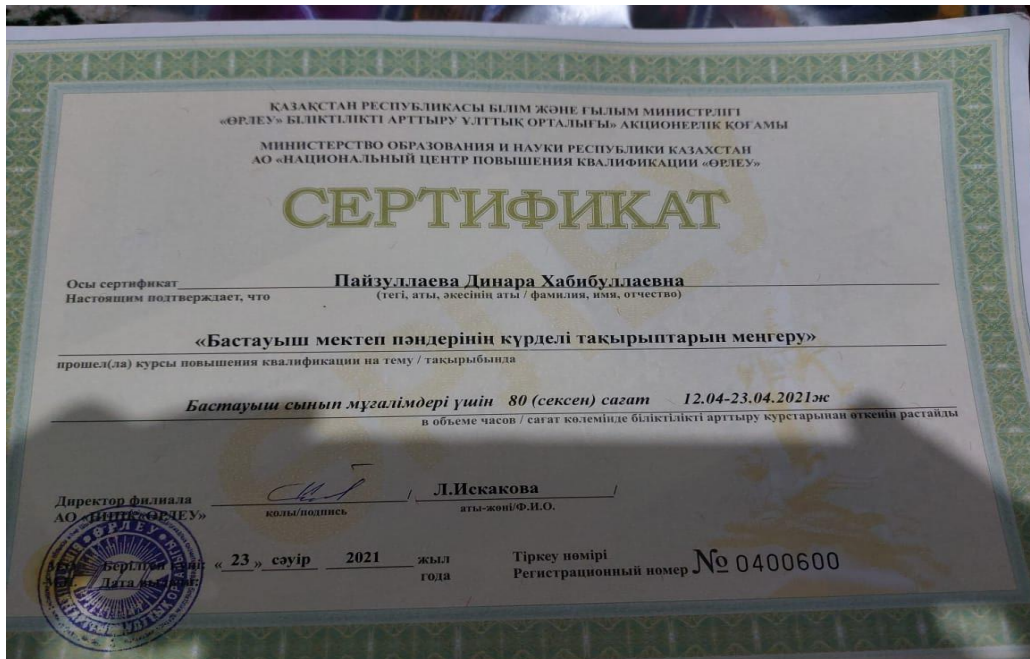 ҚАЗАҚСТАН РЕСПУБЛИКАСЫ БІЛІМ ЖӘНЕ ҒЫЛЫМ МИНИСТРЛІГІ
«ӨРЛЕУ» БІЛІКТІЛІКТІ АРТТЫРУ ҰЛТТЫҚ ОРТАЛЫҒЫ» АКЦИОНЕРЛІК ҚОҒАМЫ
МИНИСТЕРСТВО ОБРАЗОВАНИЯ И НАУКИ РЕСПУБЛИКИ КАЗАХСТАН
АО «НАЦИОНАЛЬНЫЙ ЦЕНТР ПОВЫШЕНИЯ КВАЛИФИКАЦИИ «ӨРЛЕУ»
СЕРТИФИКАТ
Осы сертификат Пайзуллаева Динара Хабибуллаевна
Настоящим подтверждает, что (тегі, аты, әкесінің аты / фамилия, имя, отчество)
«Бастауыш мектеп пәндерінің күрделі тақырыптарын меңгеру»
прошел(ла) курсы повышения квалификации на тему / тақырыбында
Бастауыш сынып мұғалімдері үшін 80 (сексен) сағат 12.04-23.04.2021ж
в объеме часов / сағат көлемінде біліктілікті арттыру курстарынан өткенін растайды
Директор филиала / Л.Искакова /
АО «НЦПК«ӨРЛЕУ» қолы/подпись аты-жөні/Ф.И.О.
Берілген күні: « 23 » сәуір 2021 жыл Тіркеу нөмірі
Дата года Регистрационный номер № 0400600
ӨРЛЕУ